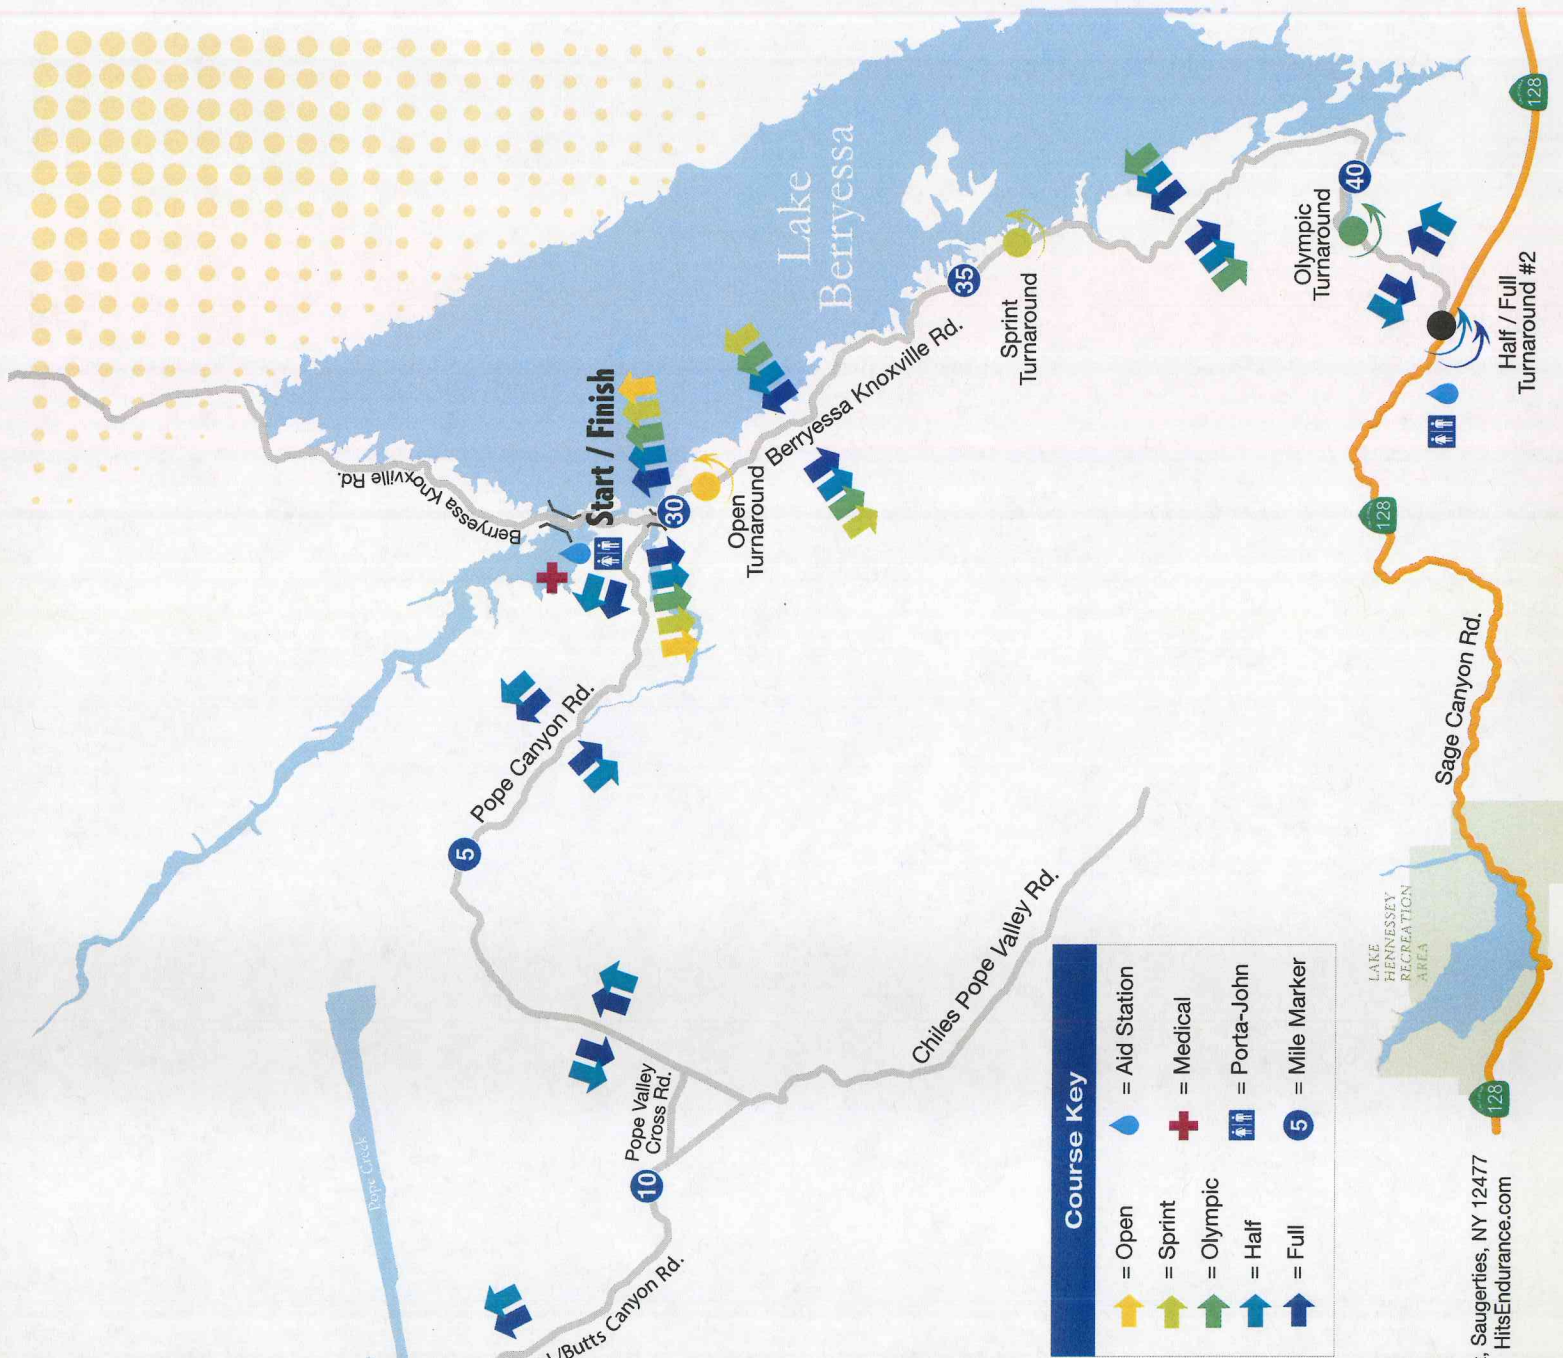 Lake
Berryessa
Berryessa Knoxville Rd.
Start / Finish
30
Open
Turnaround
Berryessa Knoxville Rd.
35
Sprint
Turnaround
40
Olympic
Turnaround
Half / Full
Turnaround #2
128
128
Sage Canyon Rd.
Pope Canyon Rd.
5
Pope Valley
Cross Rd.
10
/Butts Canyon Rd.
Chiles Pope Valley Rd.
Pope Creek
LAKE
HENNESSEY
RECREATION
AREA
128
Course Key
= Open
= Sprint
= Olympic
= Half
= Full
= Aid Station
= Medical
= Porta-John
5 = Mile Marker
, Saugerties, NY 12477
HitsEndurance.com